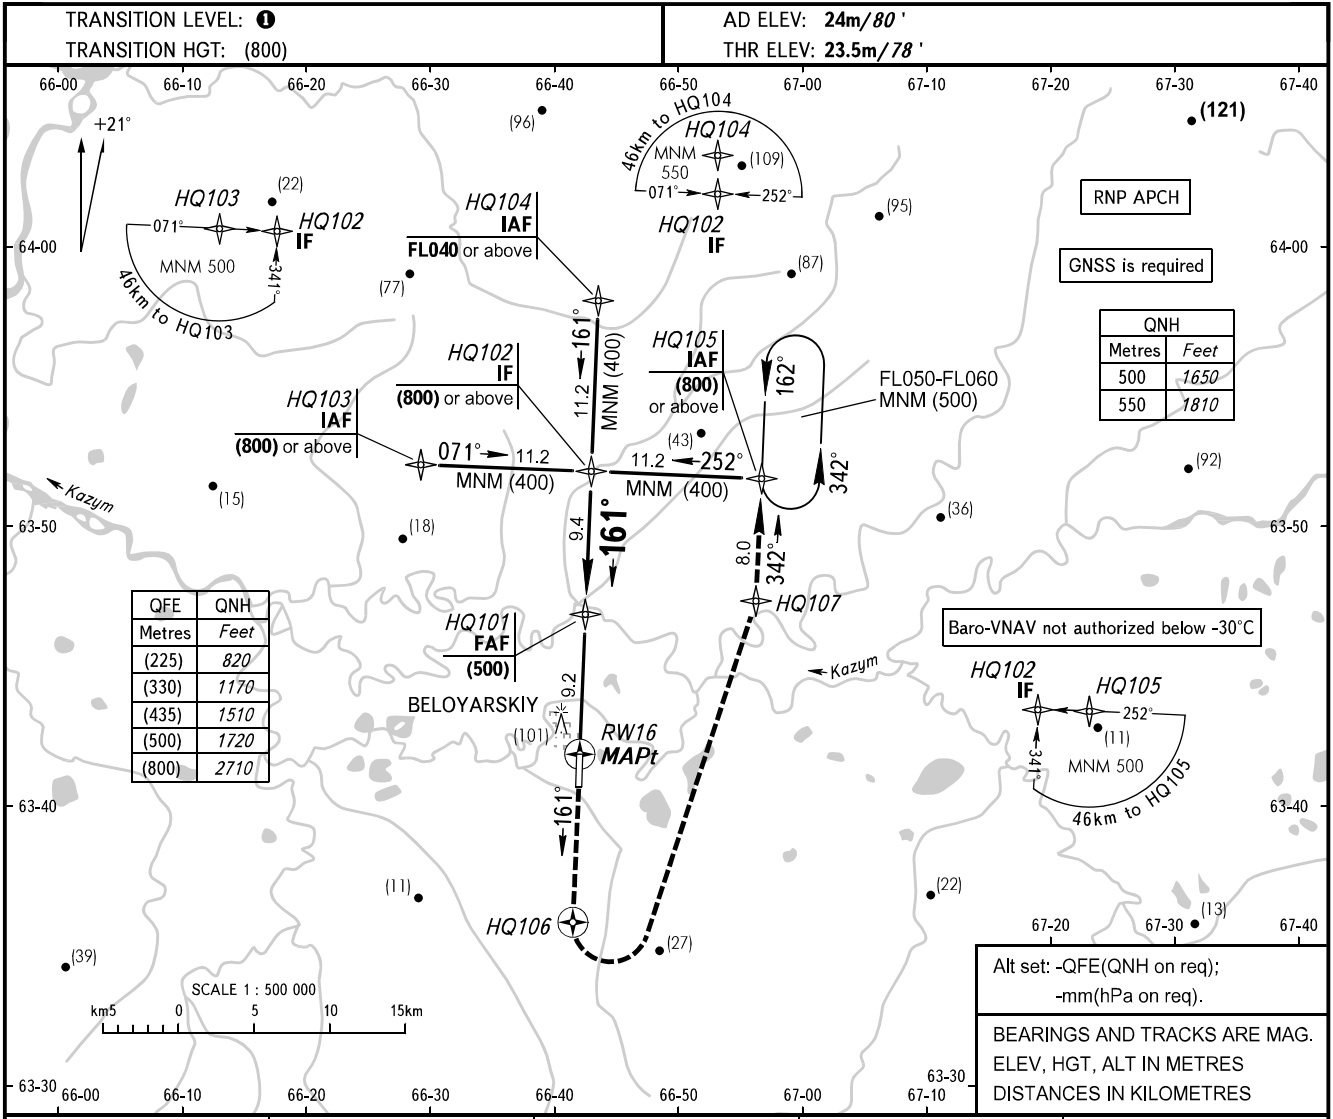 TRANSITION LEVEL: ❶
TRANSITION HGT: (800)
AD ELEV: 24m/80 '
THR ELEV: 23.5m/78 '
66-00 66-10 66-20 66-30 66-40 66-50 67-00 67-10 67-20 67-30 67-40
+21°
(96)
(121)
46km to HQ104
HQ104
MNM
550
(109)
071° 252°
HQ102
IF
RNP APCH
(22)
HQ103
HQ102
IF
071°
MNM 500
341°
46km to HQ103
HQ104
IAF
FL040 or above
(95)
64-00
64-00
(77)
(87)
GNSS is required
161°
11.2
MNM (400)
QNH
Metres Feet
500 1650
550 1810
HQ105
IAF
(800)
or above
HQ102
IF
(800) or above
162°
342°
FL050-FL060
MNM (500)
HQ103
IAF
(800) or above
(43)
071° 11.2
MNM (400)
11.2 252°
MNM (400)
(92)
Kazym
(15)
(36)
63-50
63-50
(18)
9.4
161°
8.0
342°
HQ107
QFE QNH
Metres Feet
(225) 820
(330) 1170
(435) 1510
(500) 1720
(800) 2710
HQ101
FAF
(500)
Baro-VNAV not authorized below -30°C
Kazym
9.2
BELOYARSKIY
(101)
RW16
MAPt
HQ102
IF
HQ105
252°
(11)
MNM 500
341°
46km to HQ105
63-40
63-40
161°
(11)
(22)
HQ106
(27)
(13)
(39)
67-20 67-30 67-40
SCALE 1 : 500 000
km5 0 5 10 15km
Alt set: -QFE(QNH on req);
-mm(hPa on req).
BEARINGS AND TRACKS ARE MAG.
ELEV, HGT, ALT IN METRES
DISTANCES IN KILOMETRES
63-30
63-30
66-00 66-10 66-20 66-30 66-40 66-50 67-00 67-10